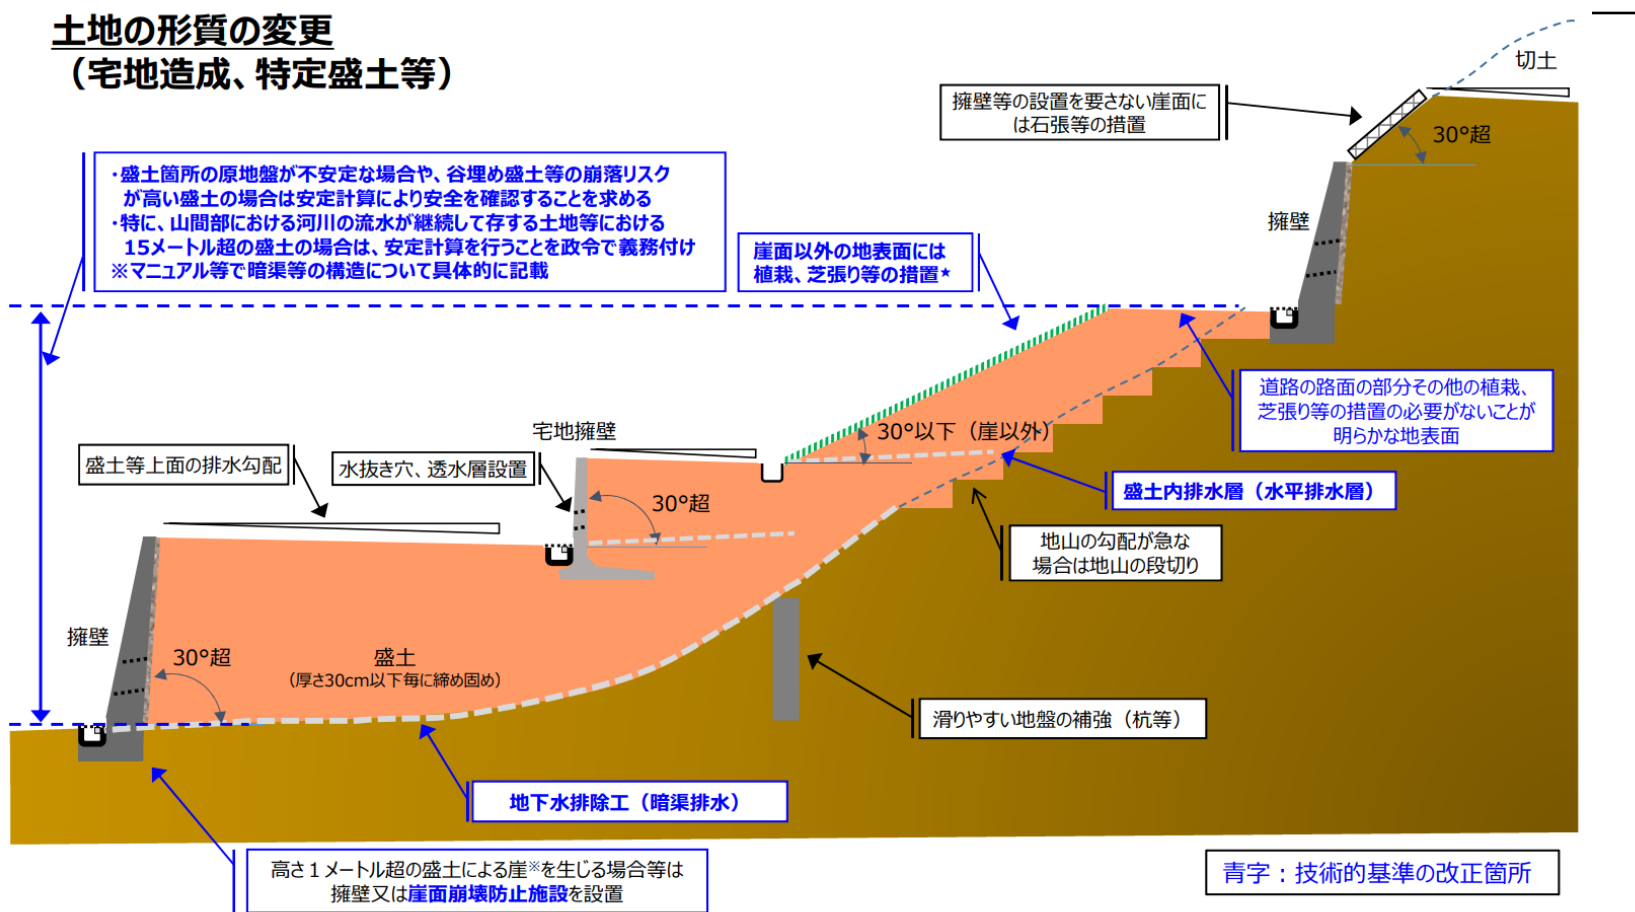 土地の形質の変更
（宅地造成、特定盛土等）
切土
擁壁等の設置を要さない崖面に
は石張等の措置
30°超
・盛土箇所の原地盤が不安定な場合や、谷埋め盛土等の崩落リスク
が高い盛土の場合は安定計算により安全を確認することを求める
・特に、山間部における河川の流水が継続して存する土地等における
15メートル超の盛土の場合は、安定計算を行うことを政令で義務付け
※マニュアル等で暗渠等の構造について具体的に記載
擁壁
崖面以外の地表面には
植栽、芝張り等の措置★
道路の路面の部分その他の植栽、
芝張り等の措置の必要がないことが
明らかな地表面
宅地擁壁
30°以下（崖以外）
盛土等上面の排水勾配
水抜き穴、透水層設置
30°超
盛土内排水層（水平排水層）
地山の勾配が急な
場合は地山の段切り
擁壁
30°超
盛土
（厚さ30cm以下毎に締め固め）
滑りやすい地盤の補強（杭等）
地下水排除工（暗渠排水）
高さ１メートル超の盛土による崖※を生じる場合等は
擁壁又は崖面崩壊防止施設を設置
青字：技術的基準の改正箇所